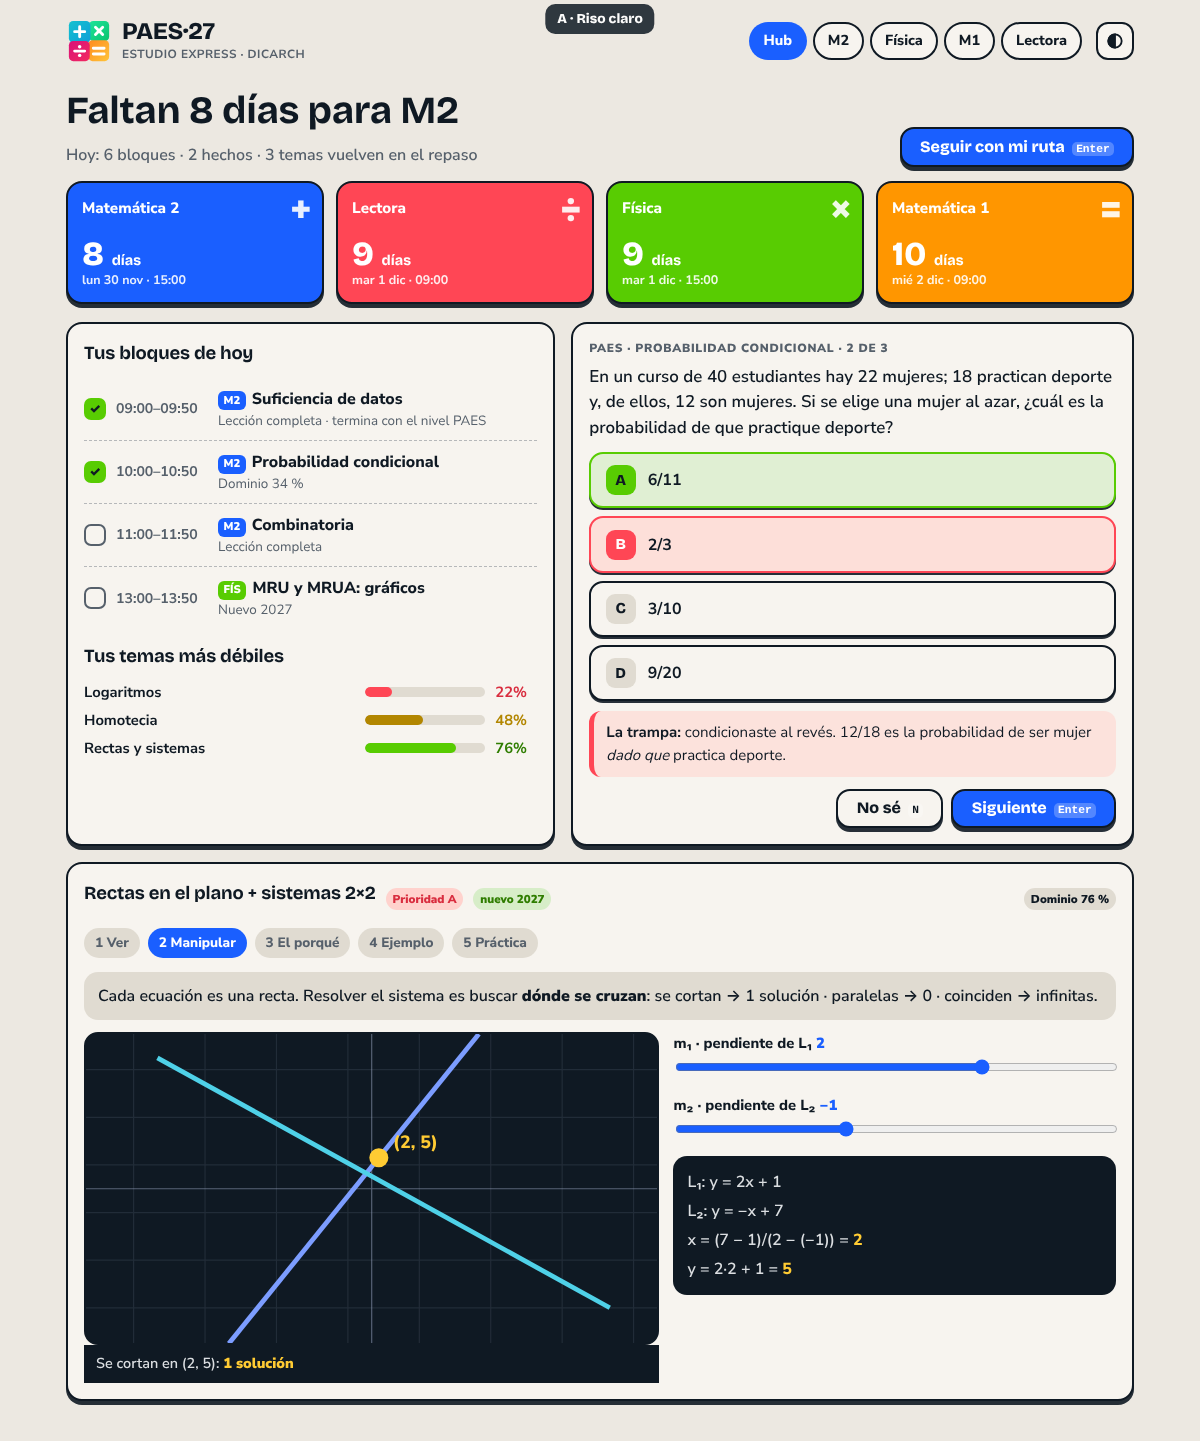 A · Riso claro
PAES·27
ESTUDIO EXPRESS · DICARCH
Hub
M2
Física
M1
Lectora
Faltan 8 días para M2
Hoy: 6 bloques · 2 hechos · 3 temas vuelven en el repaso
Seguir con mi ruta Enter
Matemática 2
8 días
lun 30 nov · 15:00
Lectora
9 días
mar 1 dic · 09:00
Física
9 días
mar 1 dic · 15:00
Matemática 1
10 días
mié 2 dic · 09:00
Tus bloques de hoy
09:00–09:50
M2 Suficiencia de datos
Lección completa · termina con el nivel PAES
10:00–10:50
M2 Probabilidad condicional
Dominio 34 %
11:00–11:50
M2 Combinatoria
Lección completa
13:00–13:50
FÍS MRU y MRUA: gráficos
Nuevo 2027
Tus temas más débiles
Logaritmos 22%
Homotecia 48%
Rectas y sistemas 76%
PAES · PROBABILIDAD CONDICIONAL · 2 DE 3
En un curso de 40 estudiantes hay 22 mujeres; 18 practican deporte
y, de ellos, 12 son mujeres. Si se elige una mujer al azar, ¿cuál es la
probabilidad de que practique deporte?
A 6/11
B 2/3
C 3/10
D 9/20
La trampa: condicionaste al revés. 12/18 es la probabilidad de ser mujer
dado que practica deporte.
No sé N
Siguiente Enter
Rectas en el plano + sistemas 2×2
Prioridad A
nuevo 2027
Dominio 76 %
1 Ver
2 Manipular
3 El porqué
4 Ejemplo
5 Práctica
Cada ecuación es una recta. Resolver el sistema es buscar dónde se cruzan: se cortan → 1 solución · paralelas → 0 · coinciden → infinitas.
(2, 5)
Se cortan en (2, 5): 1 solución
m₁ · pendiente de L₁ 2
m₂ · pendiente de L₂ −1
L₁: y = 2x + 1
L₂: y = −x + 7
x = (7 − 1)/(2 − (−1)) = 2
y = 2·2 + 1 = 5